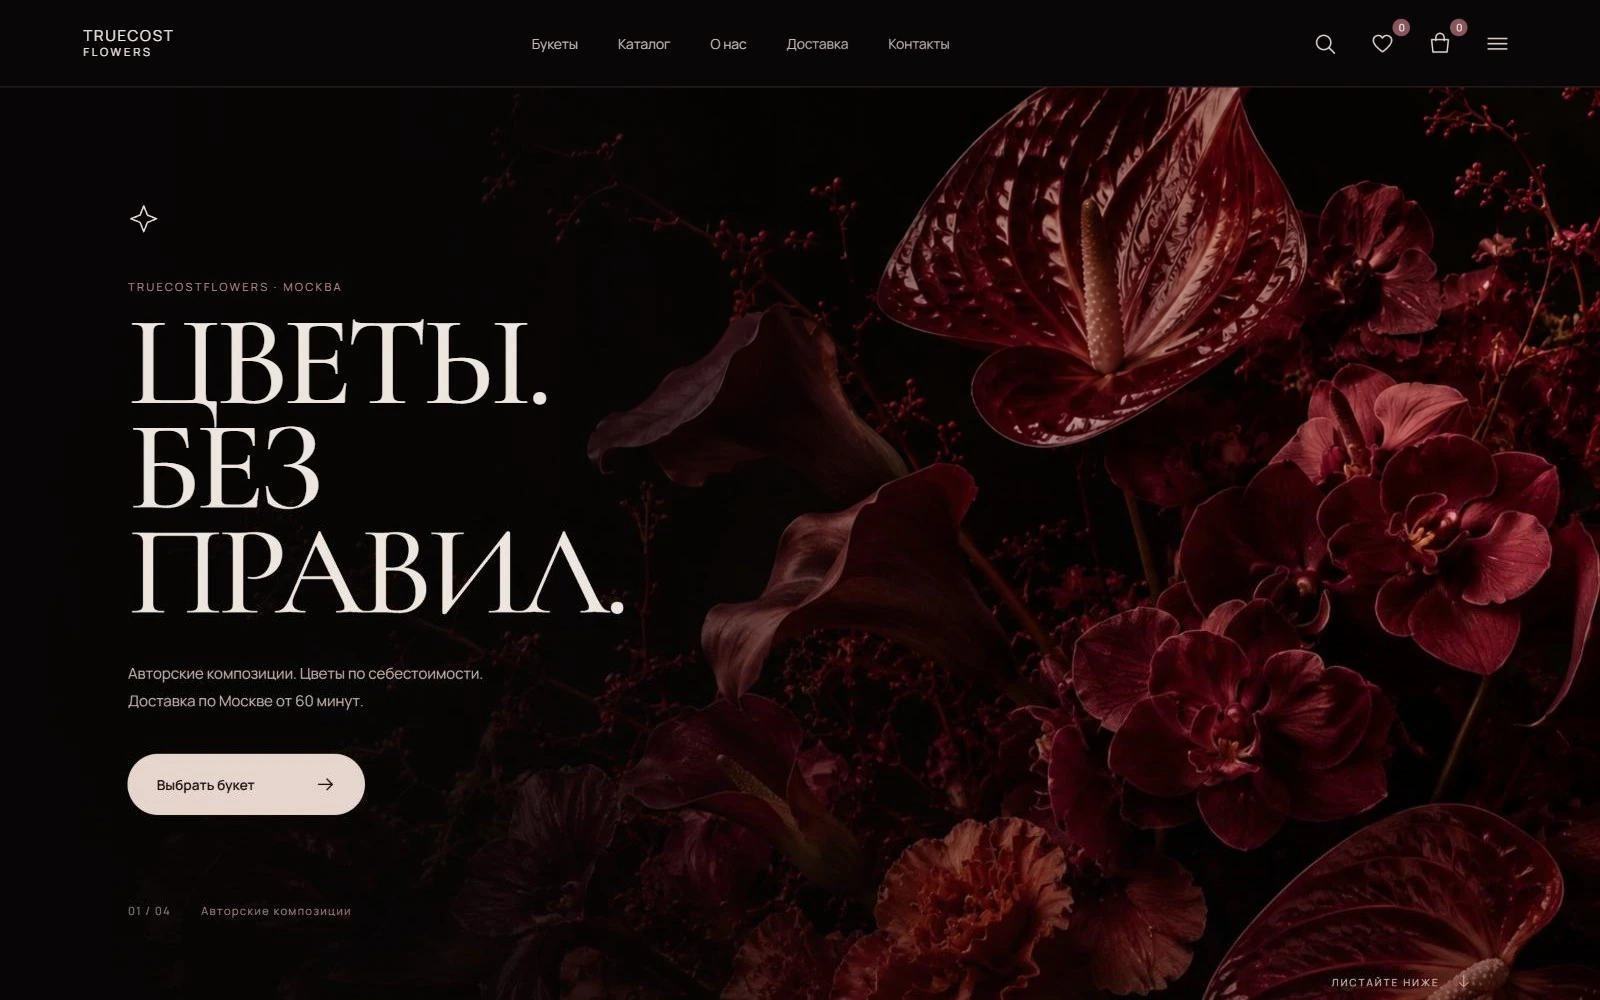 TRUECOST
FLOWERS
Букеты Каталог О нас Доставка Контакты
0 0
TRUECOSTFLOWERS · МОСКВА
ЦВЕТЫ.
БЕЗ
ПРАВИЛ.
Авторские композиции. Цветы по себестоимости.
Доставка по Москве от 60 минут.
Выбрать букет →
01 / 04 Авторские композиции
ЛИСТАЙТЕ НИЖЕ ↓